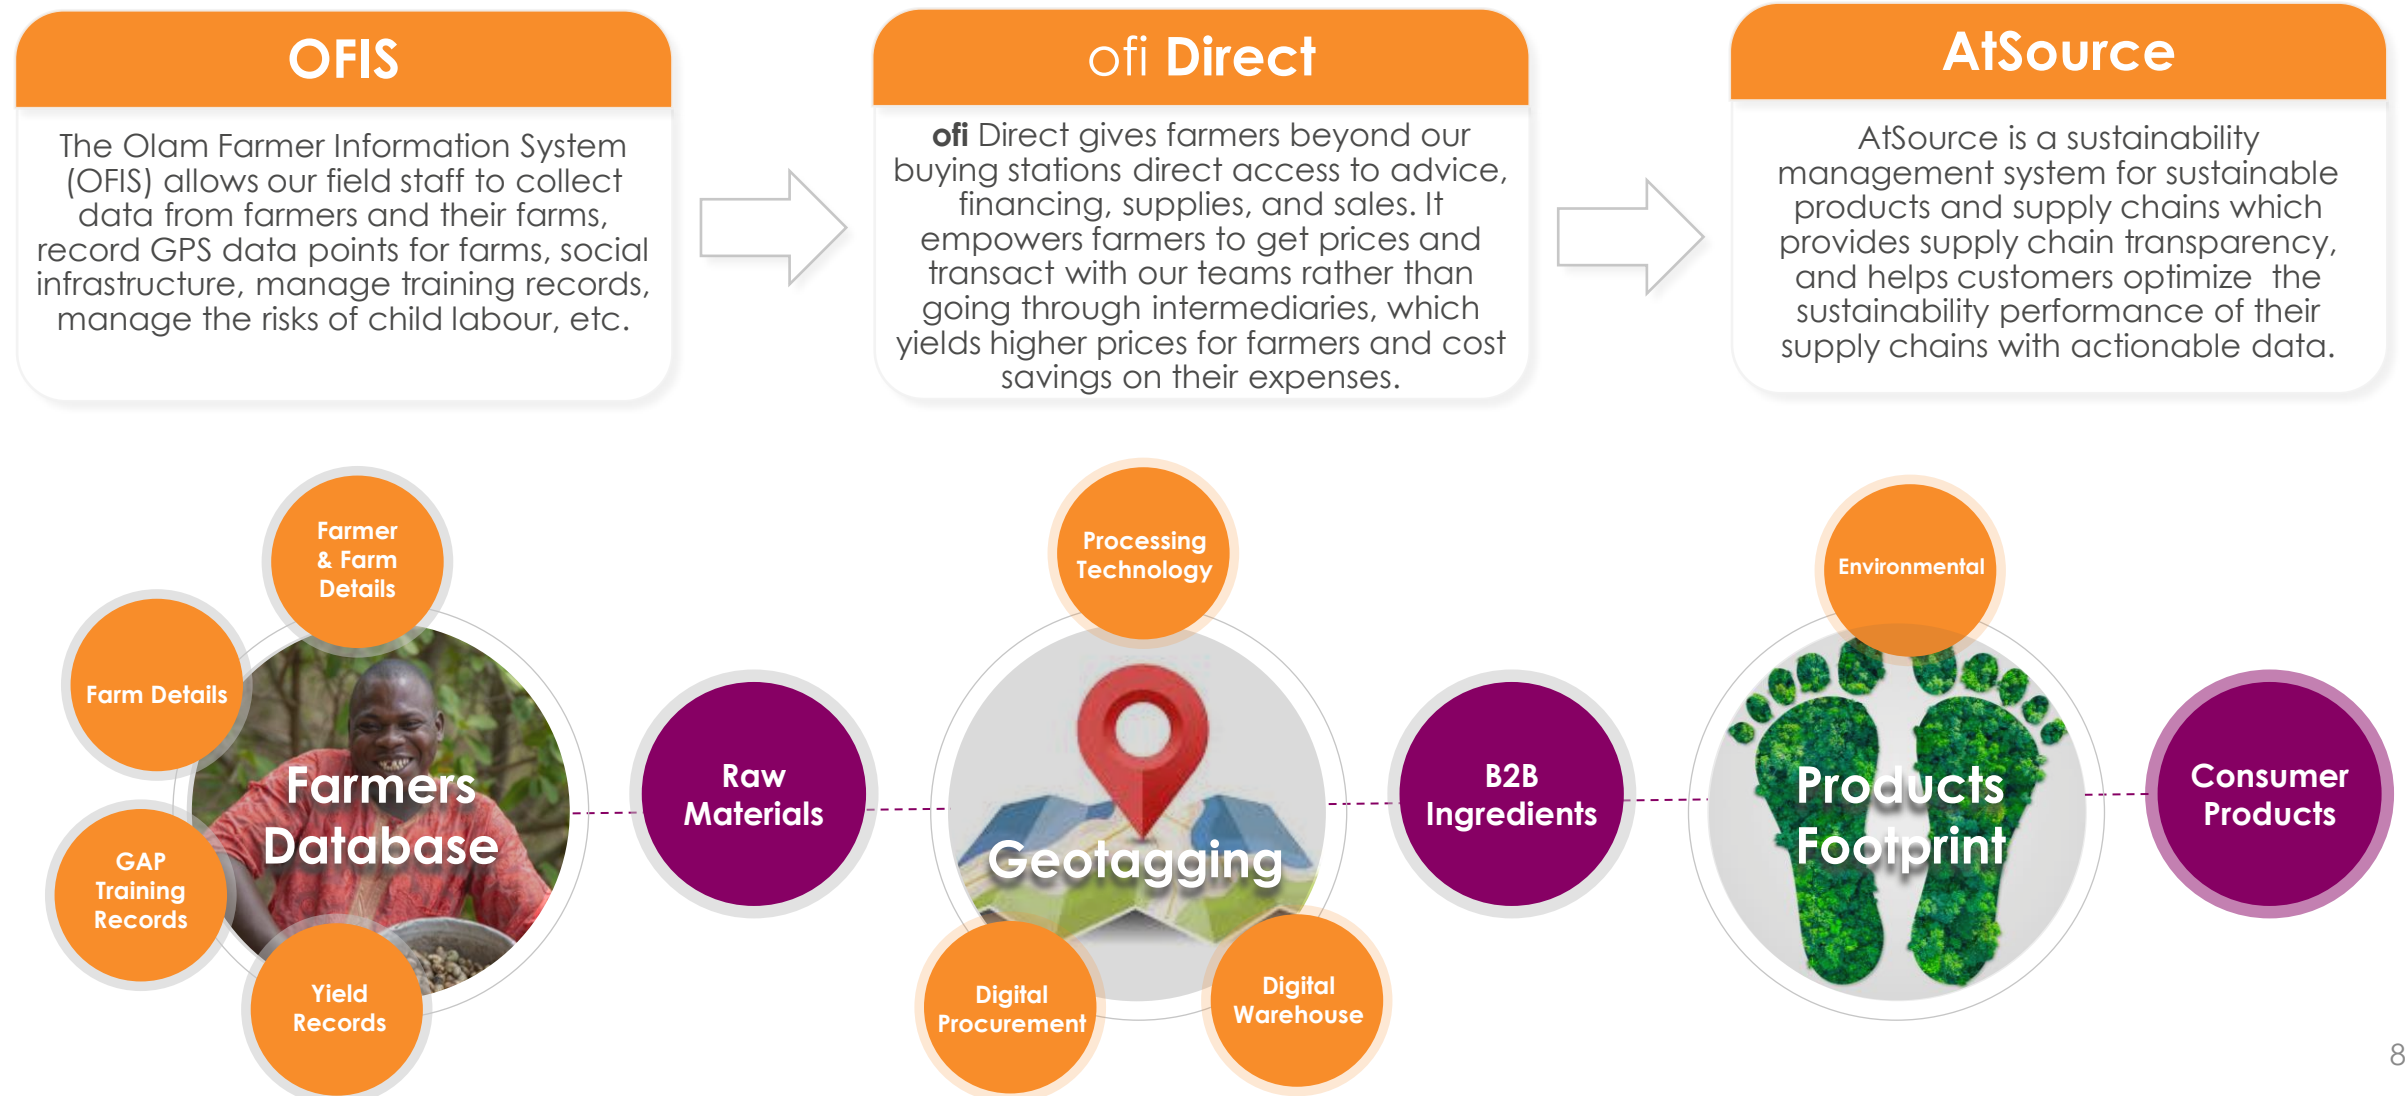 OFIS
The Olam Farmer Information System
(OFIS) allows our field staff to collect
data from farmers and their farms,
record GPS data points for farms, social
infrastructure, manage training records,
manage the risks of child labour, etc.
ofi Direct
ofi Direct gives farmers beyond our
buying stations direct access to advice,
financing, supplies, and sales. It
empowers farmers to get prices and
transact with our teams rather than
going through intermediaries, which
yields higher prices for farmers and cost
savings on their expenses.
AtSource
AtSource is a sustainability
management system for sustainable
products and supply chains which
provides supply chain transparency,
and helps customers optimize  the
sustainability performance of their
supply chains with actionable data.
Farmer
& Farm
Details
Farm Details
GAP
Training
Records
Yield
Records
Farmers
Database
Raw
Materials
Processing
Technology
Geotagging
Digital
Procurement
Digital
Warehouse
B2B
Ingredients
Environmental
Products
Footprint
Consumer
Products
8